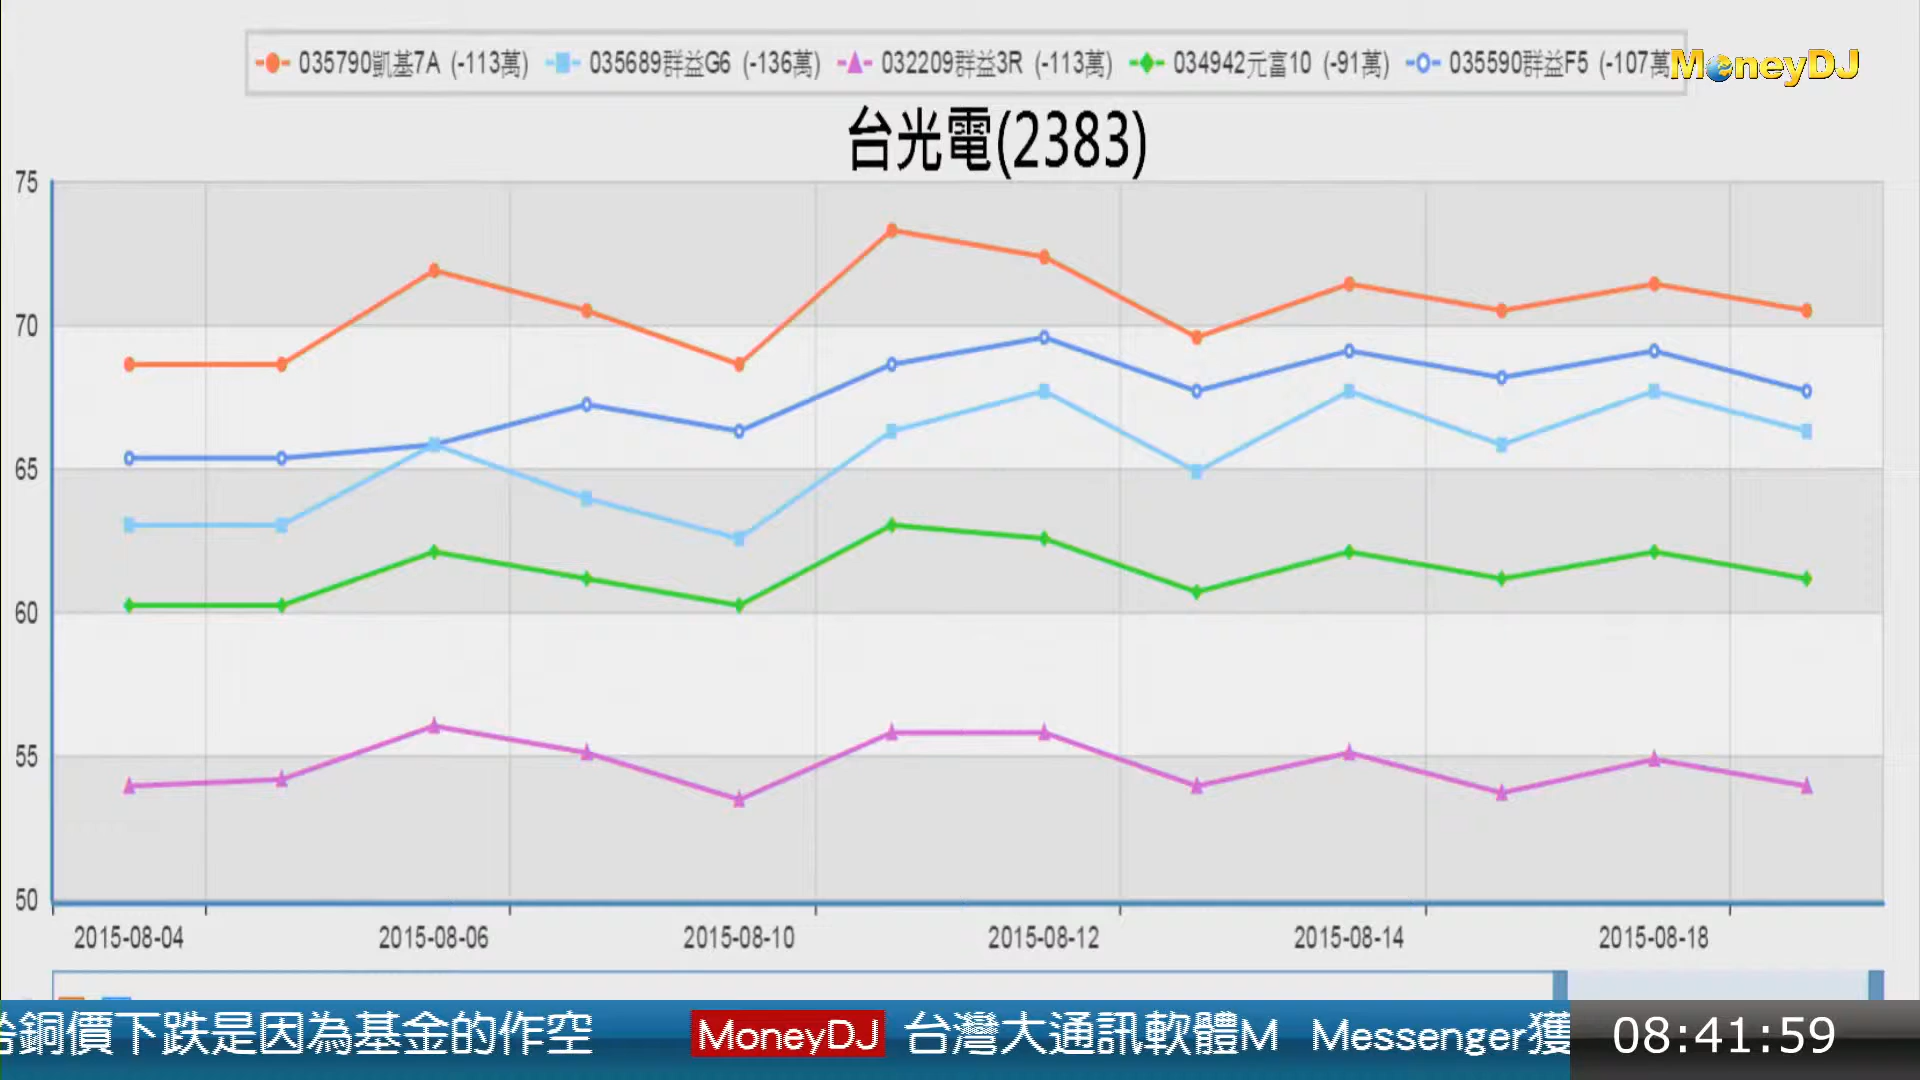 035790凱基7A (-113萬) 035689群益G6 (-136萬) 032209群益3R (-113萬) 034942元富10 (-91萬) 035590群益F5 (-107萬
MoneyDJ
台光電(2383)
75
70
65
60
55
50
2015-08-04 2015-08-06 2015-08-10 2015-08-12 2015-08-14 2015-08-18
銅價下跌是因為基金的作空 MoneyDJ 台灣大通訊軟體M Messenger獲
08:41:59